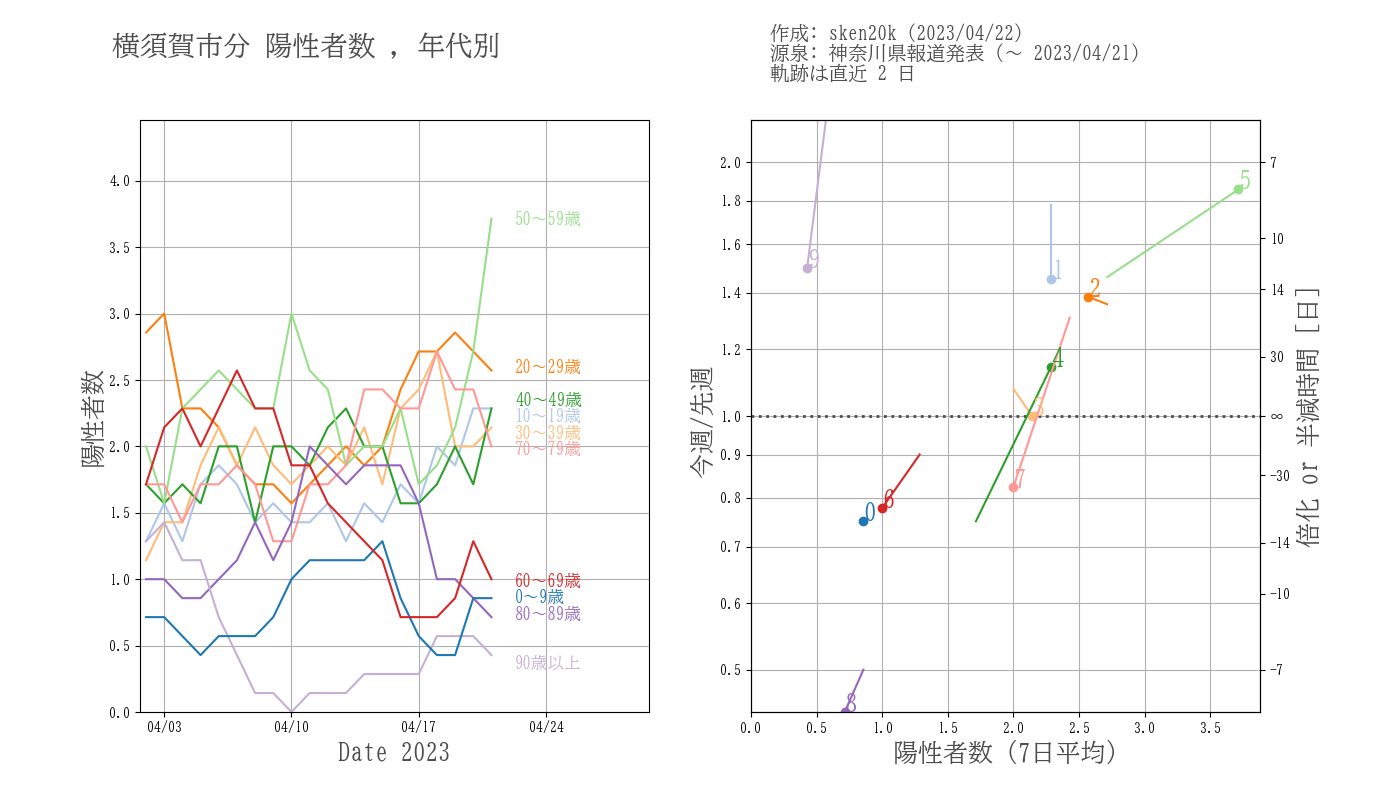 横須賀市分 陽性者数 , 年代別
作成: sken20k (2023/04/22)
源泉: 神奈川県報道発表 (～ 2023/04/21)
軌跡は直近 2 日
陽性者数
4.0
3.5
3.0
2.5
2.0
1.5
1.0
0.5
0.0
04/03
04/10
04/17
04/24
Date 2023
50～59歳
20～29歳
40～49歳
10～19歳
30～39歳
70～79歳
60～69歳
0～9歳
80～89歳
90歳以上
今週/先週
2.0
1.8
1.6
1.4
1.2
1.0
0.9
0.8
0.7
0.6
0.5
0.0
0.5
1.0
1.5
2.0
2.5
3.0
3.5
陽性者数 (7日平均)
5
9
1
2
4
3
7
6
0
8
7
10
14
30
∞
-30
-14
-10
-7
倍化 or 半減時間 [日]